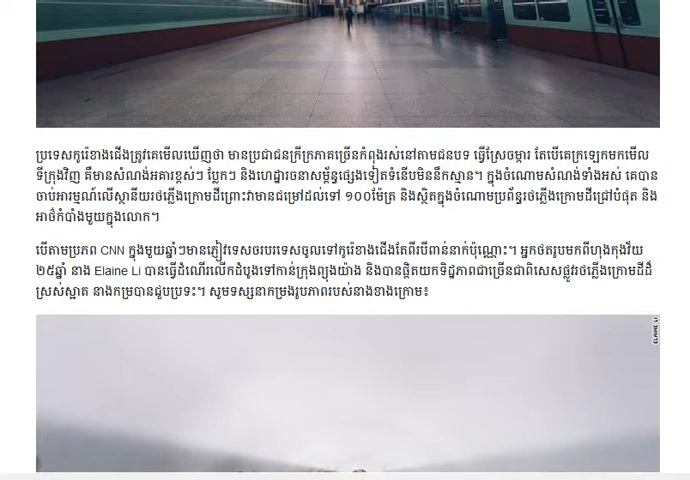 ប្រទេសកូរ៉េខាងជើងត្រូវគេមើលឃើញថា មានប្រជាជនក្រីក្រភាគច្រើនកំពុងរស់នៅតាមជនបទ ធ្វើស្រែចម្ការ តែបើគេក្រឡេកមកមើល
ទីក្រុងវិញ គឺមានសំណង់អគារខ្ពស់ៗ ប្លែកៗ និងហេដ្ឋារចនាសម្ព័ន្ធផ្សេងទៀតទំនើបមិននឹកស្មាន។ ក្នុងចំណោមសំណង់ទាំងអស់ គេបាន
ចាប់អារម្មណ៍លើស្ថានីយរថភ្លើងក្រោមដីព្រោះវាមានជម្រៅដល់ទៅ ១០០ម៉ែត្រ និងស្ថិតក្នុងចំណោមប្រព័ន្ធរថភ្លើងក្រោមដីជ្រៅបំផុត និង
អាថ៌កំបាំងមួយក្នុងលោក។
បើតាមប្រភព CNN ក្នុងមួយឆ្នាំៗមានភ្ញៀវទេសចរបរទេសចូលទៅកូរ៉េខាងជើងតែពីរបីពាន់នាក់ប៉ុណ្ណោះ។ អ្នកថតរូបមកពីហុងកុងវ័យ
២៥ឆ្នាំ នាង Elaine Li បានធ្វើដំណើរលើកដំបូងទៅកាន់ក្រុងព្យុងយ៉ាង និងបានផ្តិតយកទិដ្ឋភាពជាច្រើនជាពិសេសផ្លូវរថភ្លើងក្រោមដីដ៏
ស្រស់ស្អាត នាងកម្របានជួបប្រទះ។ សូមទស្សនាកម្រងរូបភាពរបស់នាងខាងក្រោម៖
ELAINE LI